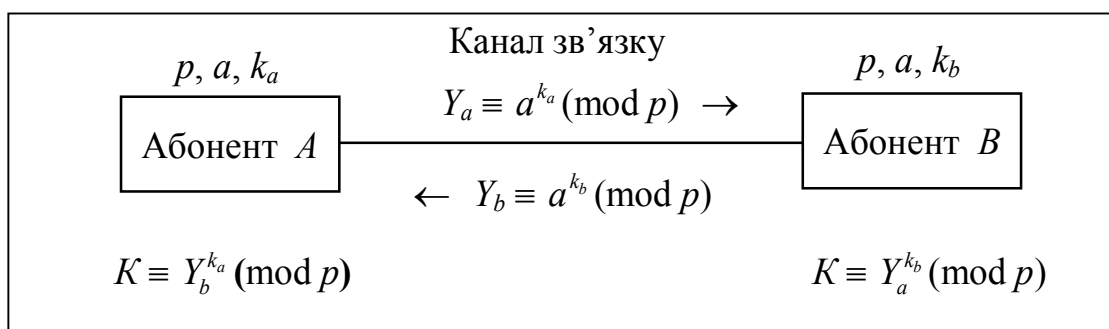 Канал зв’язку
p, a, kₐ
p, a, k_b
Yₐ ≡ a^{kₐ} (mod p) →
Абонент A
Абонент B
← Y_b ≡ a^{k_b} (mod p)
K ≡ Y_b^{kₐ} (mod p)
K ≡ Yₐ^{k_b} (mod p)